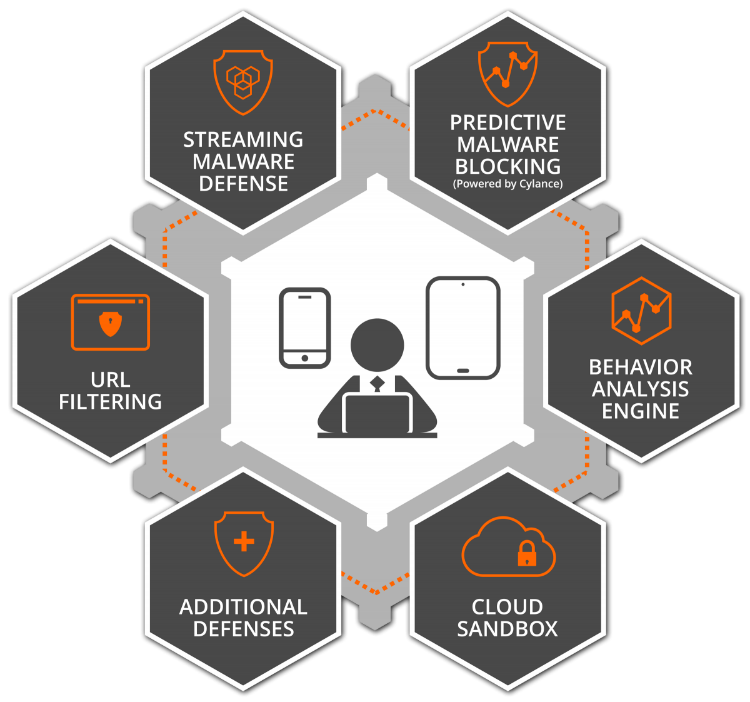 STREAMING
MALWARE
DEFENSE
PREDICTIVE
MALWARE
BLOCKING
(Powered by Cylance)
URL
FILTERING
BEHAVIOR
ANALYSIS
ENGINE
ADDITIONAL
DEFENSES
CLOUD
SANDBOX